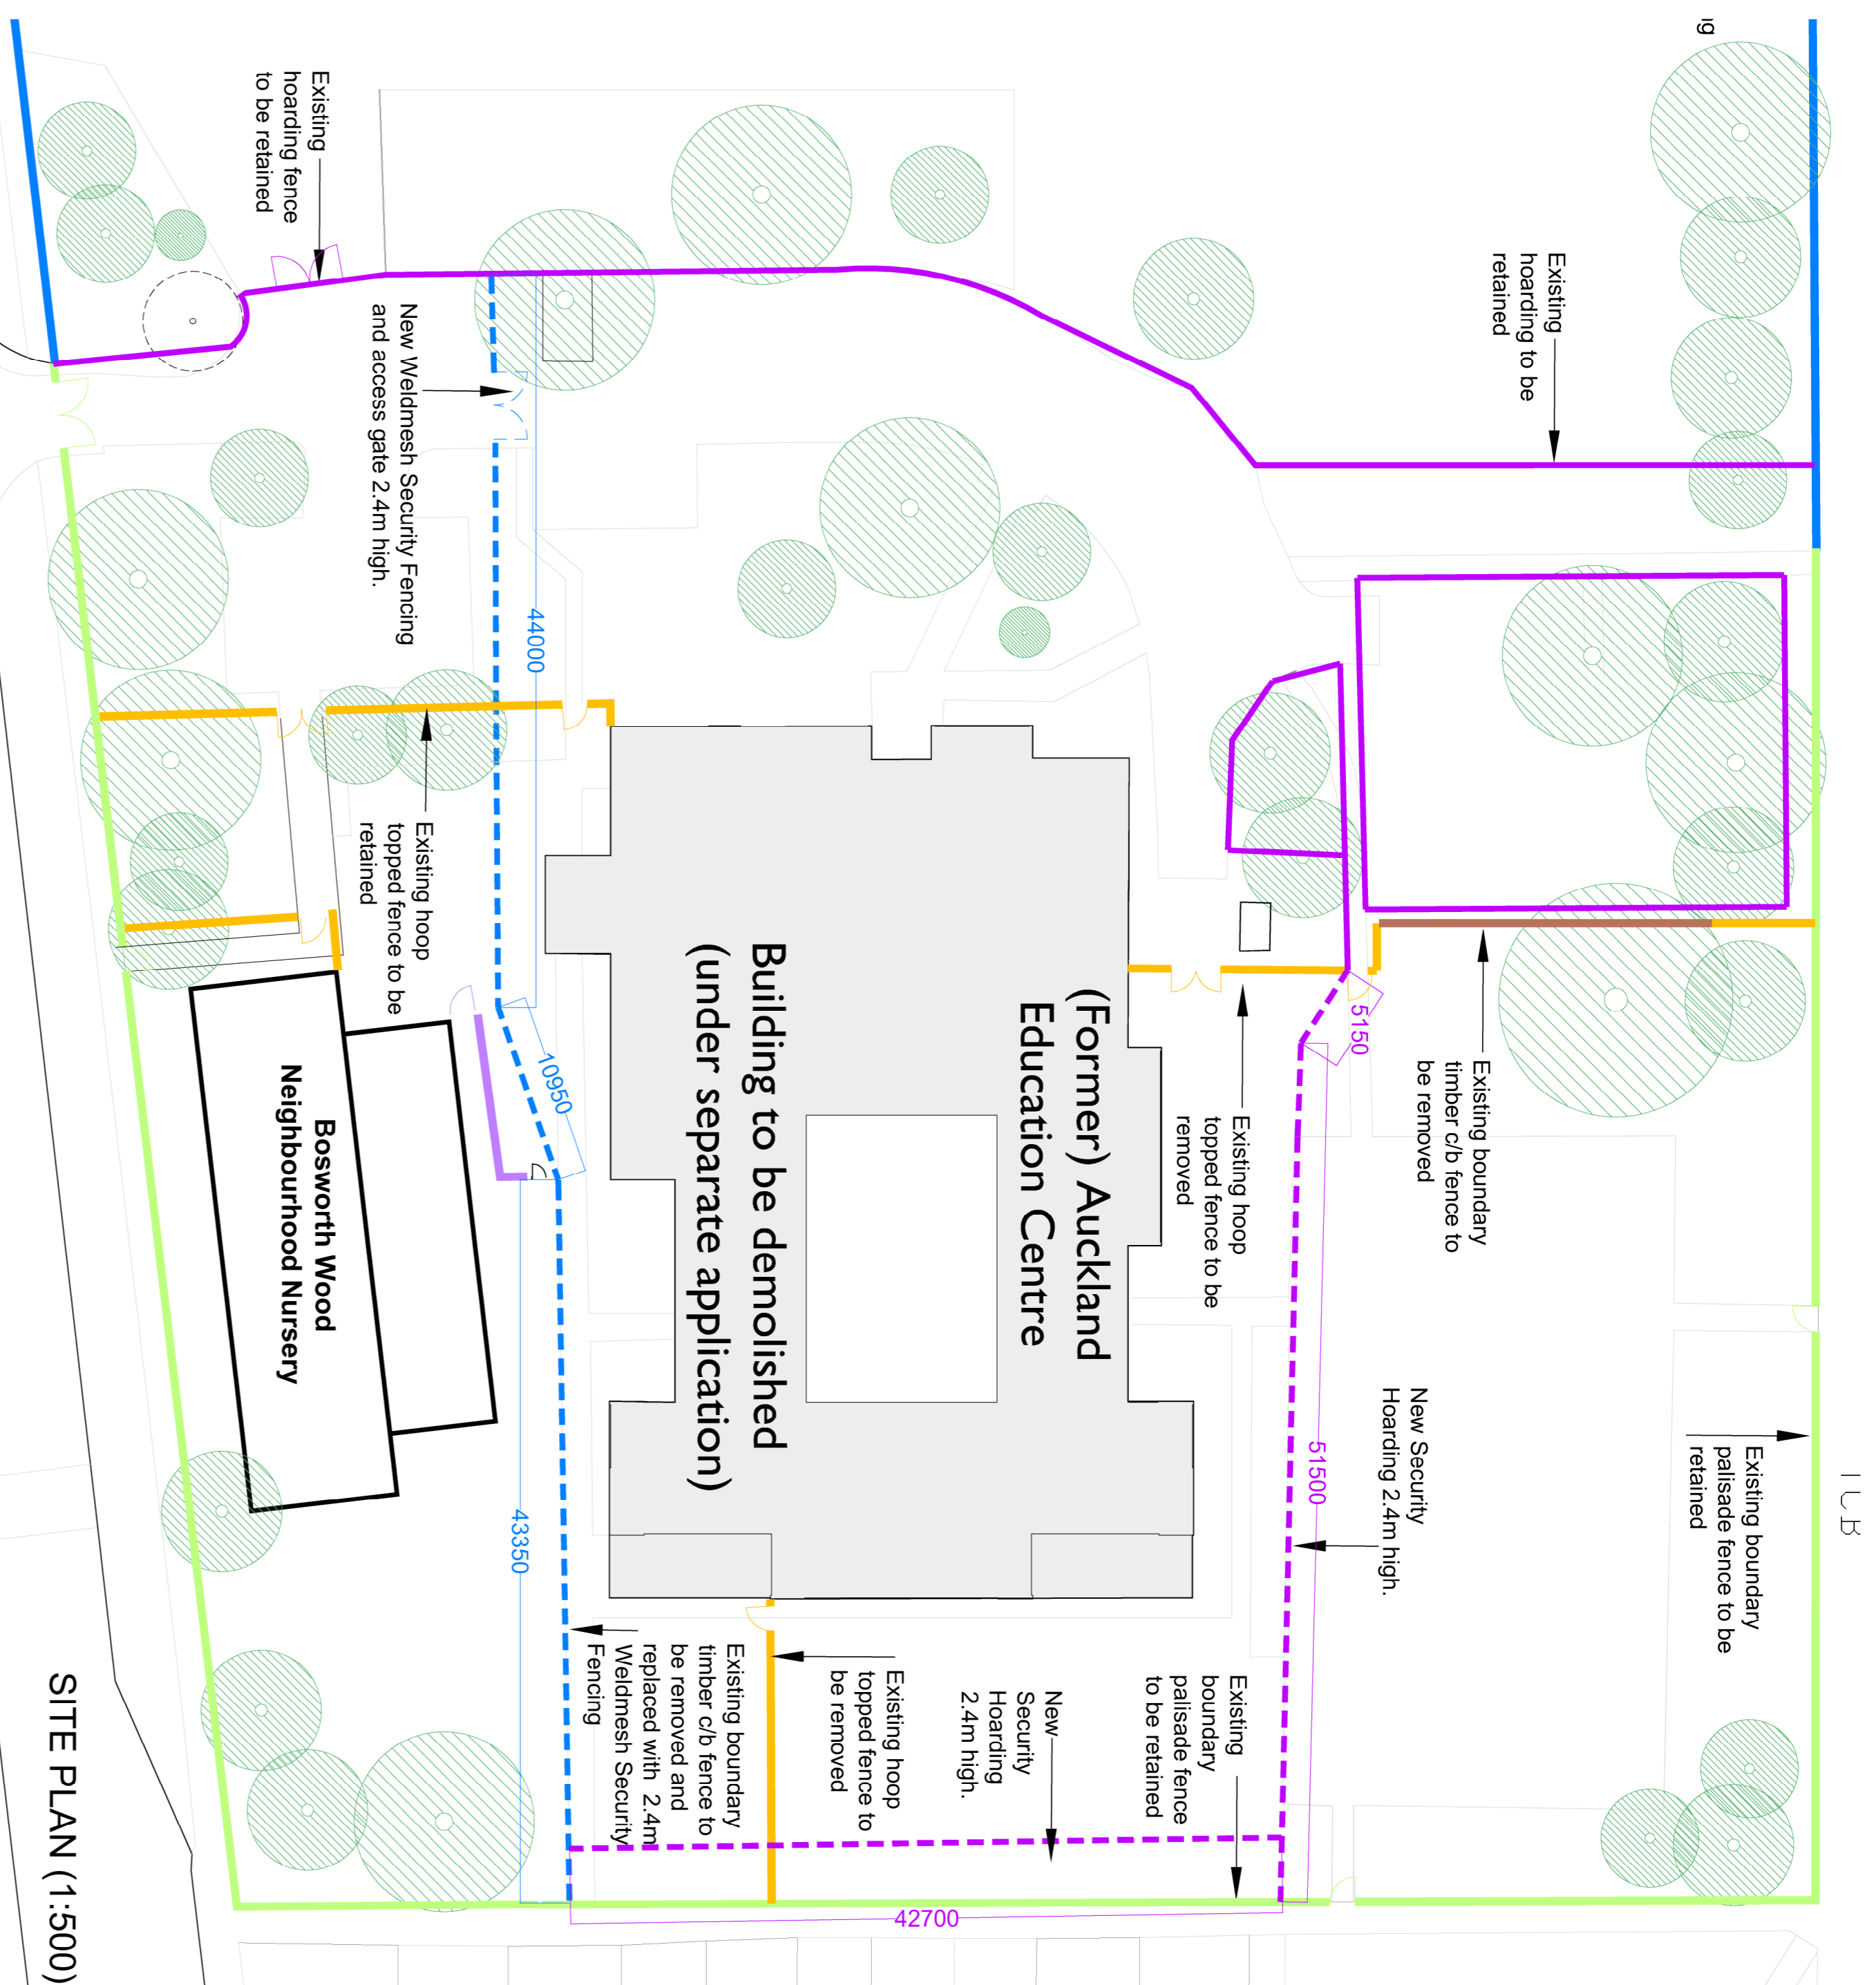 Existing
hoarding fence
to be retained
Existing
hoarding to be
retained
New Weldmesh Security Fencing
and access gate 2.4m high.
44000
Existing hoop
topped fence to be
retained
10950
5150
Building to be demolished
(under separate application)
(Former) Auckland
Education Centre
Existing hoop
topped fence to be
removed
Existing boundary
timber c/b fence to
be removed
Bosworth Wood
Neighbourhood Nursery
New Security
Hoarding 2.4m high.
51500
Existing boundary
palisade fence to be
retained
43350
Existing boundary
timber c/b fence to
be removed and
replaced with 2.4m
Weldmesh Security
Fencing
Existing hoop
topped fence to
be removed
New
Security
Hoarding
2.4m high.
Existing
boundary
palisade fence
to be retained
42700
SITE PLAN (1:500)